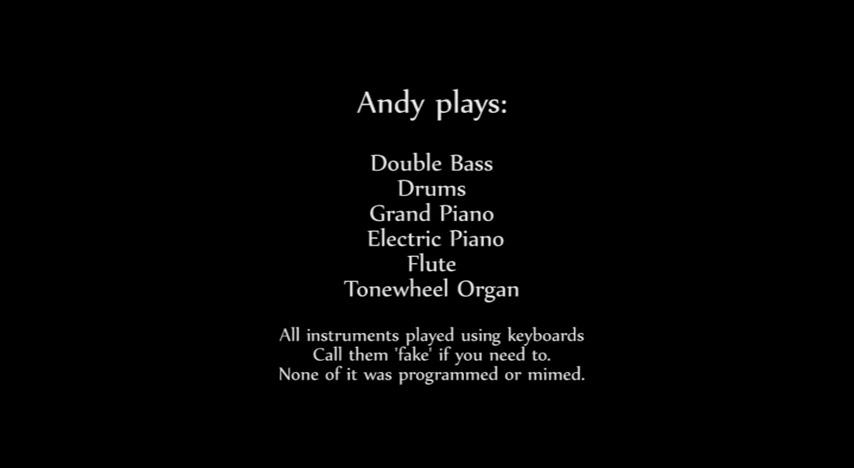 Andy plays:
Double Bass
Drums
Grand Piano
Electric Piano
Flute
Tonewheel Organ
All instruments played using keyboards
Call them 'fake' if you need to.
None of it was programmed or mimed.